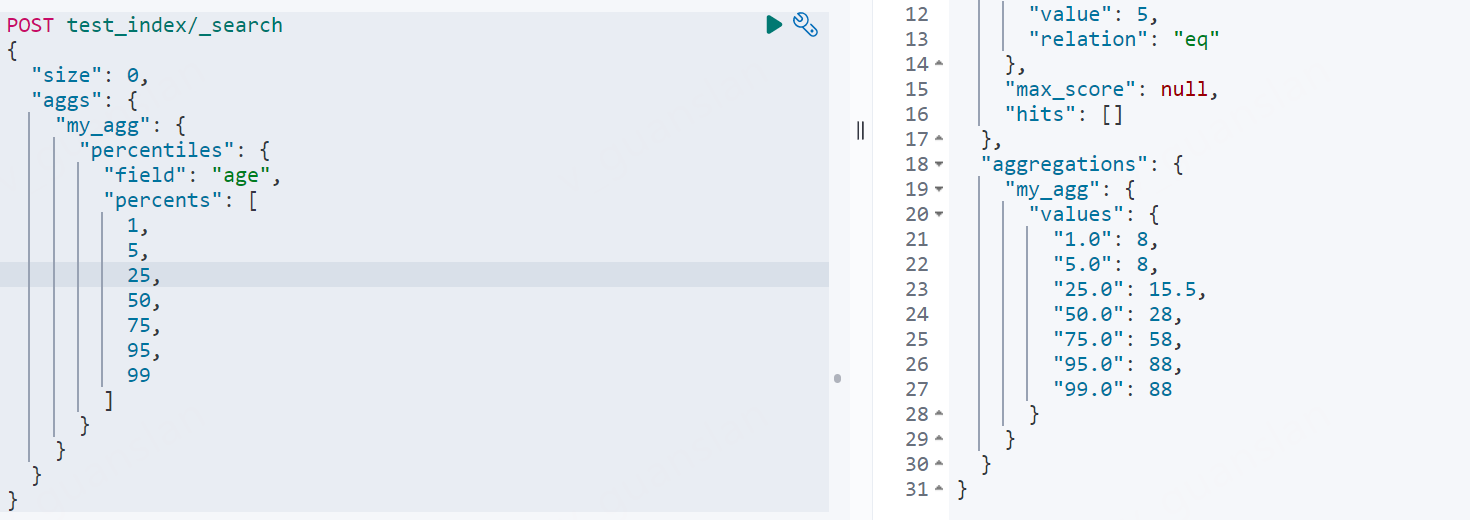 POST test_index/_search
{
  "size": 0,
  "aggs": {
    "my_agg": {
      "percentiles": {
        "field": "age",
        "percents": [
          1,
          5,
          25,
          50,
          75,
          95,
          99
        ]
      }
    }
  }
}
12      "value": 5,
13      "relation": "eq"
14    },
15    "max_score": null,
16    "hits": []
17  },
18  "aggregations": {
19    "my_agg": {
20      "values": {
21        "1.0": 8,
22        "5.0": 8,
23        "25.0": 15.5,
24        "50.0": 28,
25        "75.0": 58,
26        "95.0": 88,
27        "99.0": 88
28      }
29    }
30  }
31 }